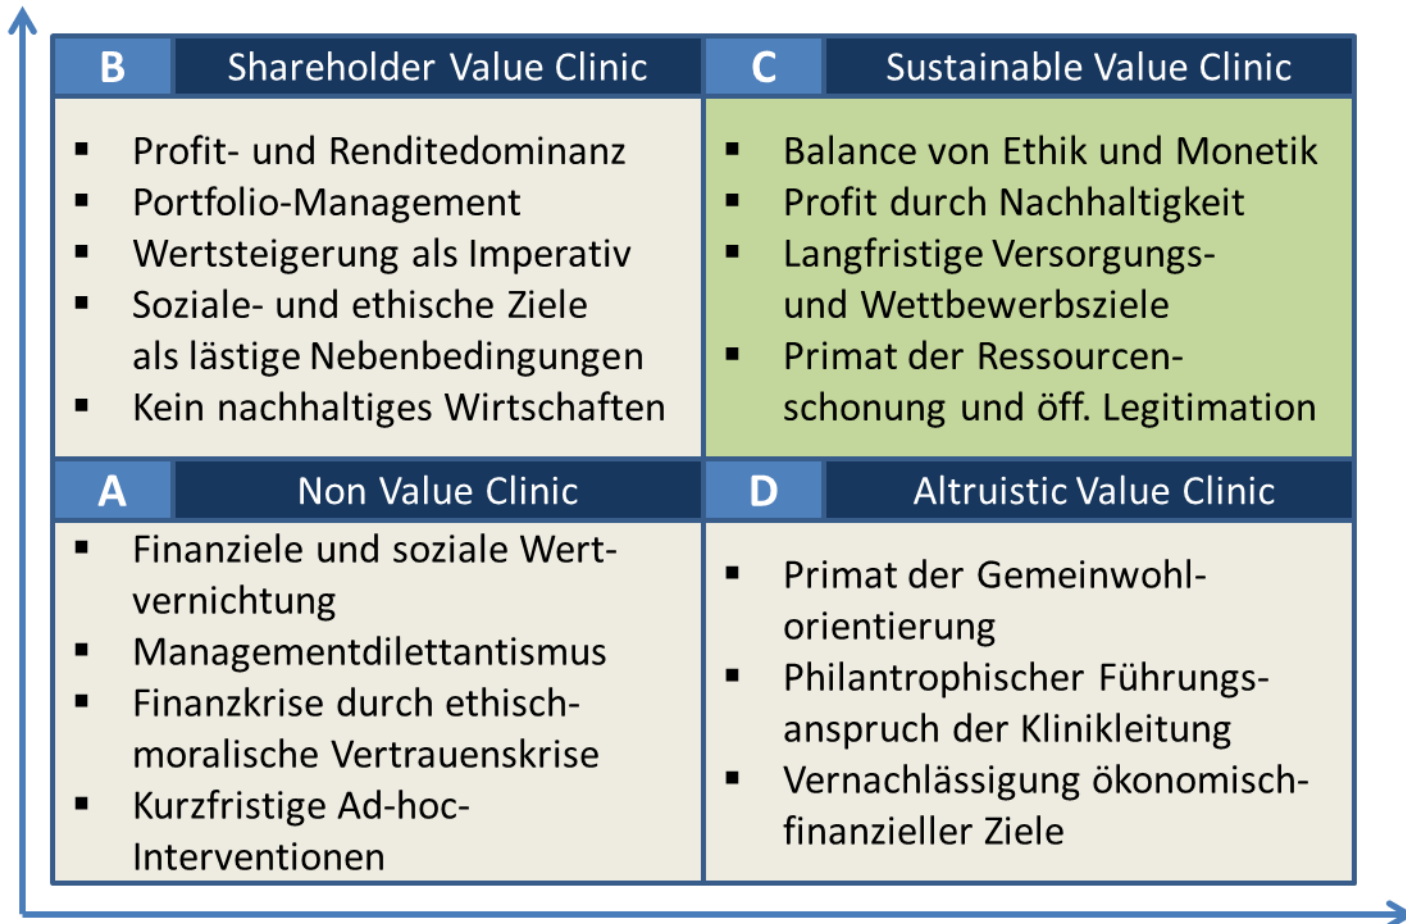 B Shareholder Value Clinic
▪ Profit- und Renditedominanz
▪ Portfolio-Management
▪ Wertsteigerung als Imperativ
▪ Soziale- und ethische Ziele
als lästige Nebenbedingungen
▪ Kein nachhaltiges Wirtschaften
C Sustainable Value Clinic
▪ Balance von Ethik und Monetik
▪ Profit durch Nachhaltigkeit
▪ Langfristige Versorgungs-
und Wettbewerbsziele
▪ Primat der Ressourcen-
schonung und öff. Legitimation
A Non Value Clinic
▪ Finanziele und soziale Wert-
vernichtung
▪ Managementdilettantismus
▪ Finanzkrise durch ethisch-
moralische Vertrauenskrise
▪ Kurzfristige Ad-hoc-
Interventionen
D Altruistic Value Clinic
▪ Primat der Gemeinwohl-
orientierung
▪ Philantrophischer Führungs-
anspruch der Klinikleitung
▪ Vernachlässigung ökonomisch-
finanzieller Ziele